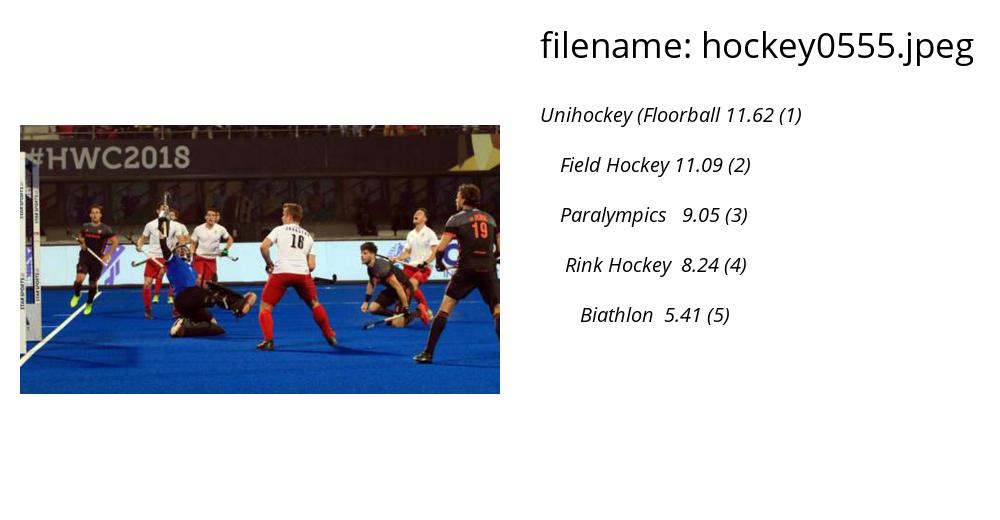 filename: hockey0555.jpeg
Unihockey (Floorball 11.62 (1)
Field Hockey 11.09 (2)
Paralympics 9.05 (3)
Rink Hockey 8.24 (4)
Biathlon 5.41 (5)
#HWC2018
16
19